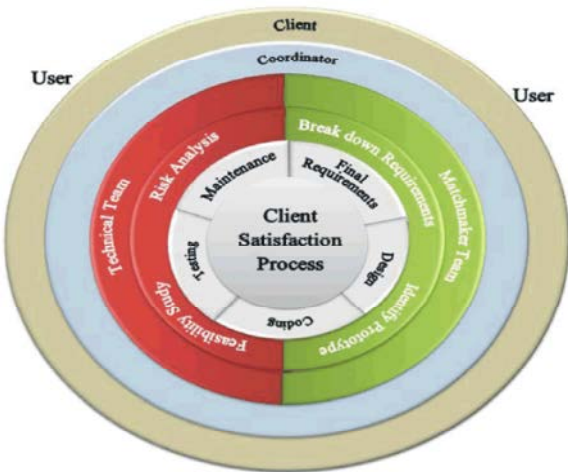 Client
Coordinator
User
User
Risk Analysis
Break down Requirements
Technical Team
Matchmaker Team
Maintenance
Final
Requirements
Client
Satisfaction
Process
Testing
Design
Coding
Feasibility Study
Identify Prototype